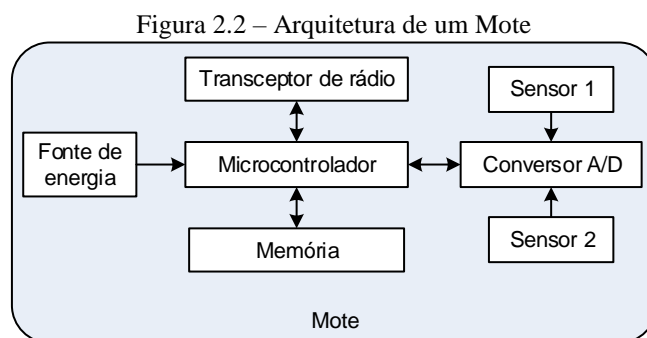 Figura 2.2 – Arquitetura de um Mote
Transceptor de rádio
Sensor 1
Fonte de
energia
Microcontrolador
Conversor A/D
Memória
Sensor 2
Mote